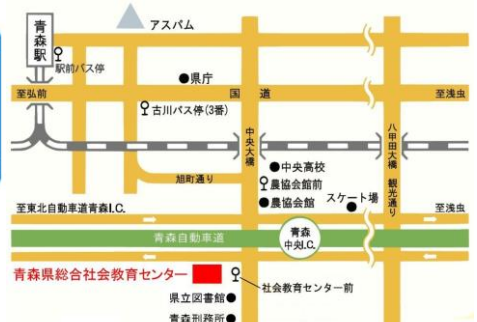 アスパム
青森駅
駅前バス停
県庁
至弘前
国道
至浅虫
古川バス停(3番)
中央大橋
八甲田大橋
観光通り
中央高校
旭町通り
農協会館前
スケート場
農協会館
至東北自動車道青森I.C.
至浅虫
青森自動車道
青森
中央I.C.
青森県総合社会教育センター
社会教育センター前
県立図書館
青森刑務所